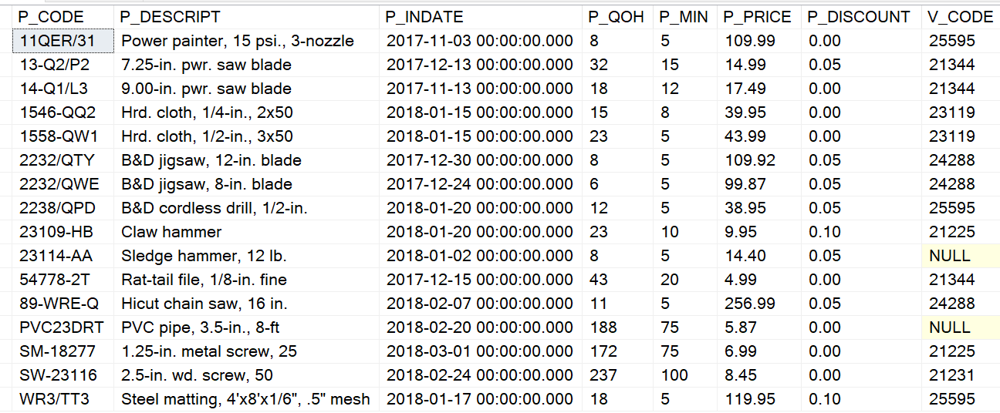 P_CODE P_DESCRIPT P_INDATE P_QOH P_MIN P_PRICE P_DISCOUNT V_CODE
11QER/31 Power painter, 15 psi., 3-nozzle 2017-11-03 00:00:00.000 8 5 109.99 0.00 25595
13-Q2/P2 7.25-in. pwr. saw blade 2017-12-13 00:00:00.000 32 15 14.99 0.05 21344
14-Q1/L3 9.00-in. pwr. saw blade 2017-11-13 00:00:00.000 18 12 17.49 0.00 21344
1546-QQ2 Hrd. cloth, 1/4-in., 2x50 2018-01-15 00:00:00.000 15 8 39.95 0.00 23119
1558-QW1 Hrd. cloth, 1/2-in., 3x50 2018-01-15 00:00:00.000 23 5 43.99 0.00 23119
2232/QTY B&D jigsaw, 12-in. blade 2017-12-30 00:00:00.000 8 5 109.92 0.05 24288
2232/QWE B&D jigsaw, 8-in. blade 2017-12-24 00:00:00.000 6 5 99.87 0.05 24288
2238/QPD B&D cordless drill, 1/2-in. 2018-01-20 00:00:00.000 12 5 38.95 0.05 25595
23109-HB Claw hammer 2018-01-20 00:00:00.000 23 10 9.95 0.10 21225
23114-AA Sledge hammer, 12 lb. 2018-01-02 00:00:00.000 8 5 14.40 0.05 NULL
54778-2T Rat-tail file, 1/8-in. fine 2017-12-15 00:00:00.000 43 20 4.99 0.00 21344
89-WRE-Q Hicut chain saw, 16 in. 2018-02-07 00:00:00.000 11 5 256.99 0.05 24288
PVC23DRT PVC pipe, 3.5-in., 8-ft 2018-02-20 00:00:00.000 188 75 5.87 0.00 NULL
SM-18277 1.25-in. metal screw, 25 2018-03-01 00:00:00.000 172 75 6.99 0.00 21225
SW-23116 2.5-in. wd. screw, 50 2018-02-24 00:00:00.000 237 100 8.45 0.00 21231
WR3/TT3 Steel matting, 4'x8'x1/6", .5" mesh 2018-01-17 00:00:00.000 18 5 119.95 0.10 25595